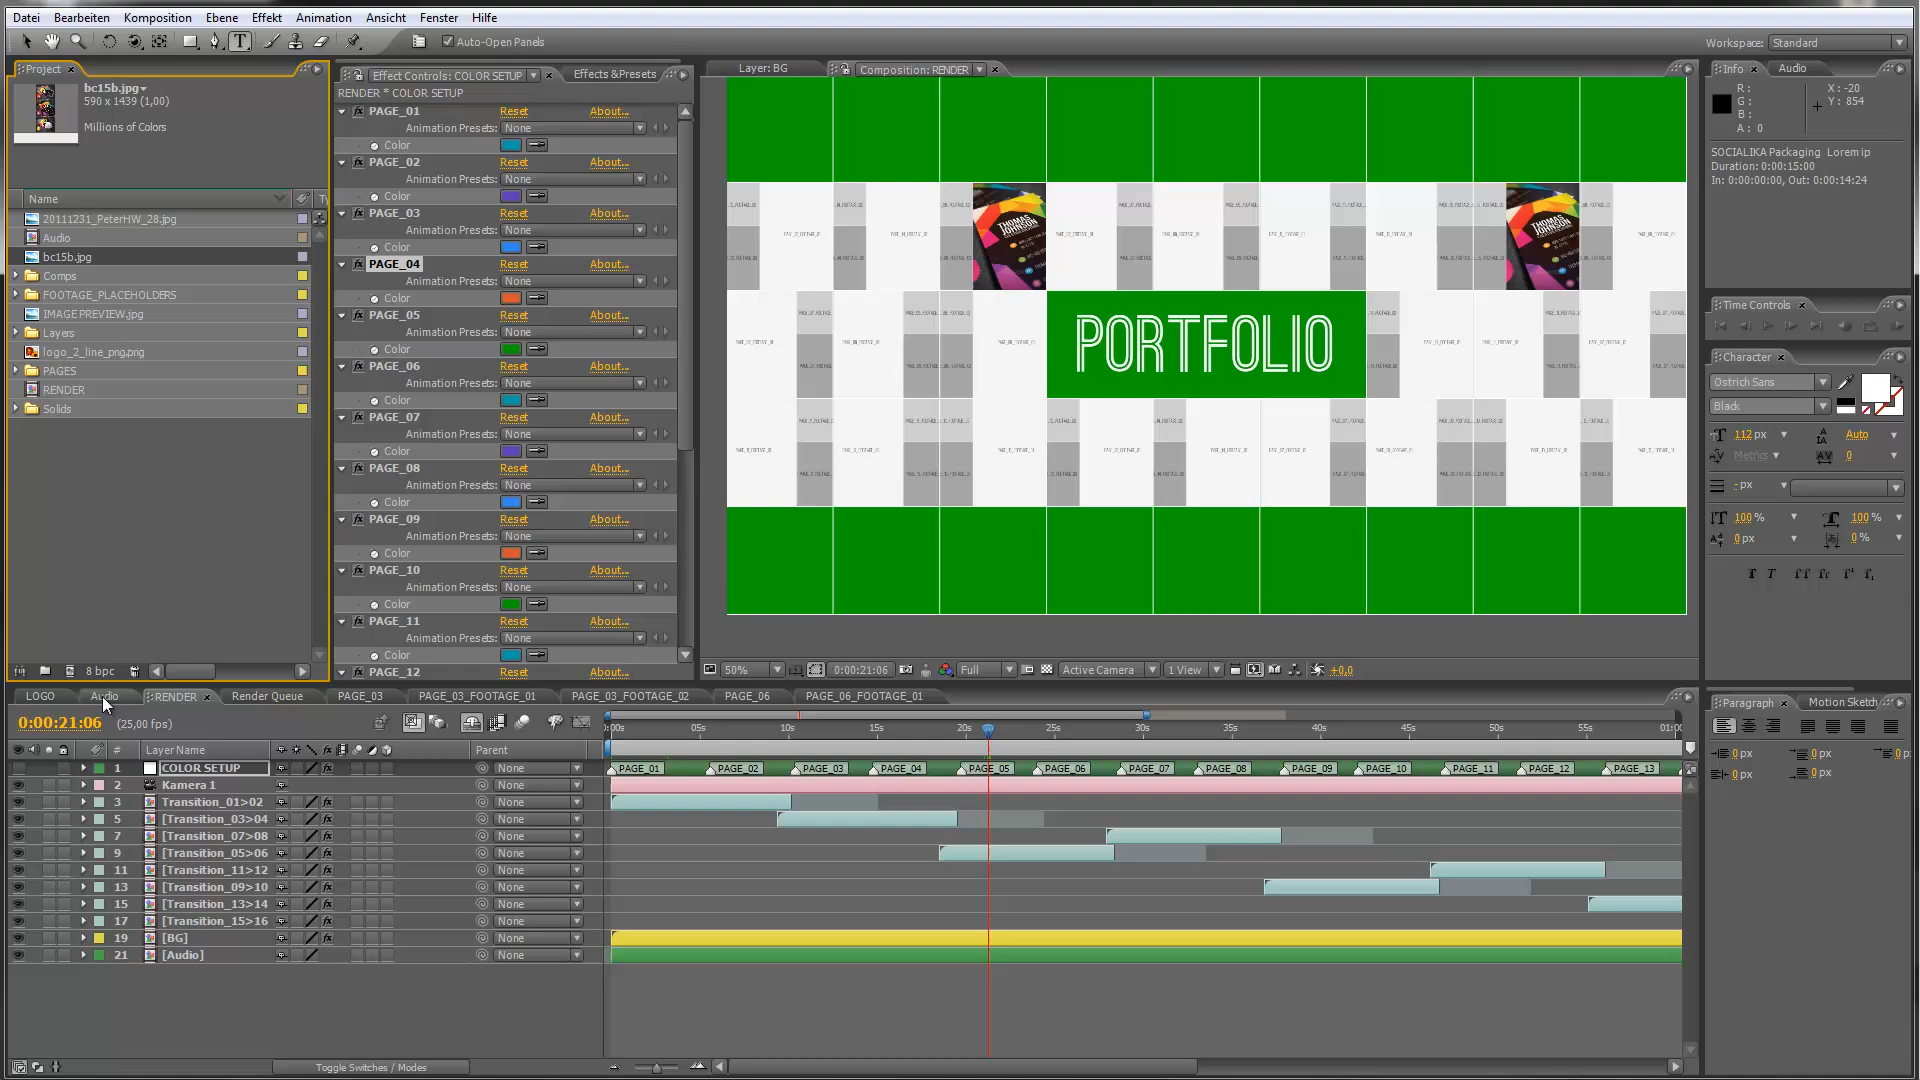 Datei Bearbeiten Komposition Ebene Effekt Animation Ansicht Fenster Hilfe
T Auto-Open Panels Workspace: Standard
Project
bc15b.jpg
590 x 1439 (1,00)
Millions of Colors
Name
20111231_PeterHW_28.jpg
Audio
bc15b.jpg
Comps
FOOTAGE_PLACEHOLDERS
IMAGE PREVIEW.jpg
Layers
logo_2_line_png.png
PAGES
RENDER
Solids
8 bpc
Effect Controls: COLOR SETUP Effects & Presets
RENDER * COLOR SETUP
PAGE_01 Reset About...
Animation Presets: None
Color
PAGE_02 Reset About...
Animation Presets: None
Color
PAGE_03 Reset About...
Animation Presets: None
Color
PAGE_04 Reset About...
Animation Presets: None
Color
PAGE_05 Reset About...
Animation Presets: None
Color
PAGE_06 Reset About...
Animation Presets: None
Color
PAGE_07 Reset About...
Animation Presets: None
Color
PAGE_08 Reset About...
Animation Presets: None
Color
PAGE_09 Reset About...
Animation Presets: None
Color
PAGE_10 Reset About...
Animation Presets: None
Color
PAGE_11 Reset About...
Animation Presets: None
Color
PAGE_12 Reset About...
Layer: BG Composition: RENDER
THOMAS JOHNSON
THOMAS JOHNSON
PORTFOLIO
50% 0:00:21:06 Full Active Camera 1 View +0,0
Info Audio
R :
G :
B :
A : 0
X : -20
Y : 854
SOCIALIKA Packaging Lorem ip
Duration: 0:00:15:00
In: 0:00:00:00, Out: 0:00:14:24
Time Controls
Character
Ostrich Sans
Black
112 px Auto
Metrics 0
- px
100 % 100 %
0 px 0 %
LOGO Audio RENDER Render Queue PAGE_03 PAGE_03_FOOTAGE_01 PAGE_03_FOOTAGE_02 PAGE_06 PAGE_06_FOOTAGE_01
0:00:21:06 (25,00 fps)
:00s 05s 10s 15s 20s 25s 30s 35s 40s 45s 50s 55s 01:00
# Layer Name Parent
1 COLOR SETUP None
PAGE_01 PAGE_02 PAGE_03 PAGE_04 PAGE_05 PAGE_06 PAGE_07 PAGE_08 PAGE_09 PAGE_10 PAGE_11 PAGE_12 PAGE_13
2 Kamera 1 None
3 Transition_01>02 None
5 [Transition_03>04 None
7 [Transition_07>08 None
9 [Transition_05>06 None
11 [Transition_11>12 None
13 [Transition_09>10 None
15 [Transition_13>14 None
17 [Transition_15>16 None
19 [BG] None
21 [Audio] None
Toggle Switches / Modes
Paragraph Motion Sketch
0 px 0 px 0 px
0 px 0 px